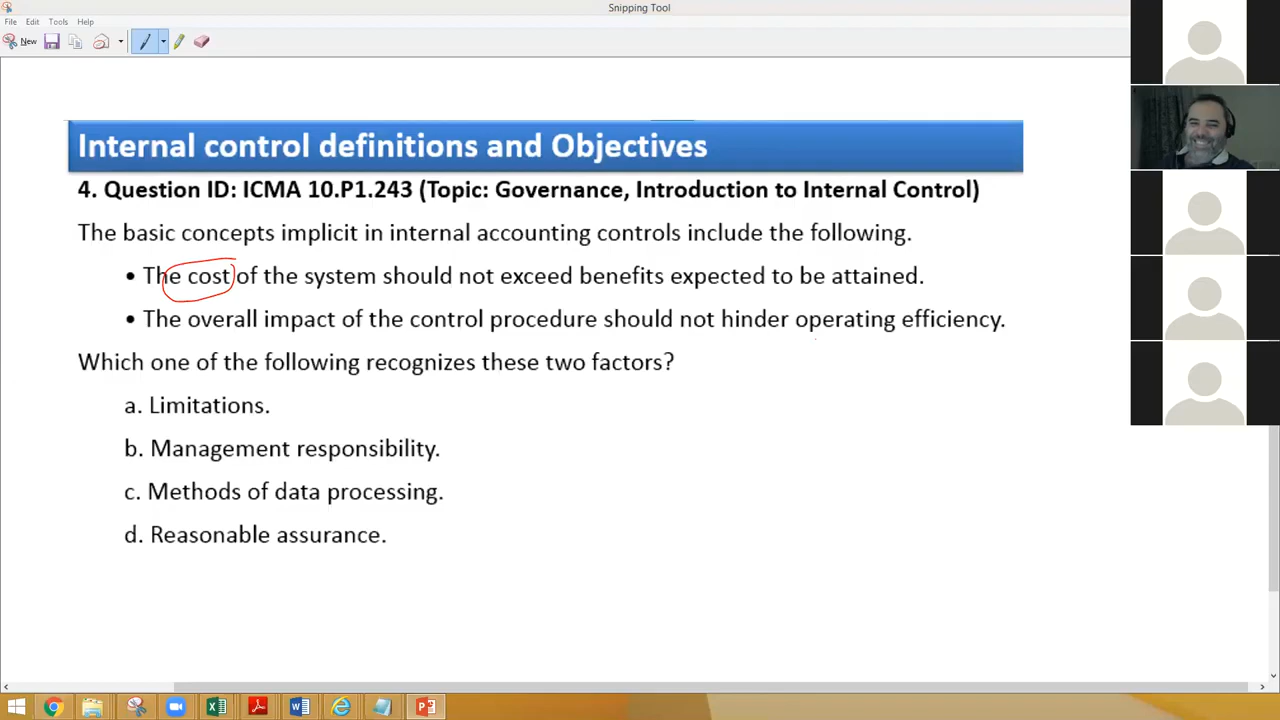 Snipping Tool
File Edit Tools Help
New
Internal control definitions and Objectives
4. Question ID: ICMA 10.P1.243 (Topic: Governance, Introduction to Internal Control)
The basic concepts implicit in internal accounting controls include the following.
• The cost of the system should not exceed benefits expected to be attained.
• The overall impact of the control procedure should not hinder operating efficiency.
Which one of the following recognizes these two factors?
a. Limitations.
b. Management responsibility.
c. Methods of data processing.
d. Reasonable assurance.